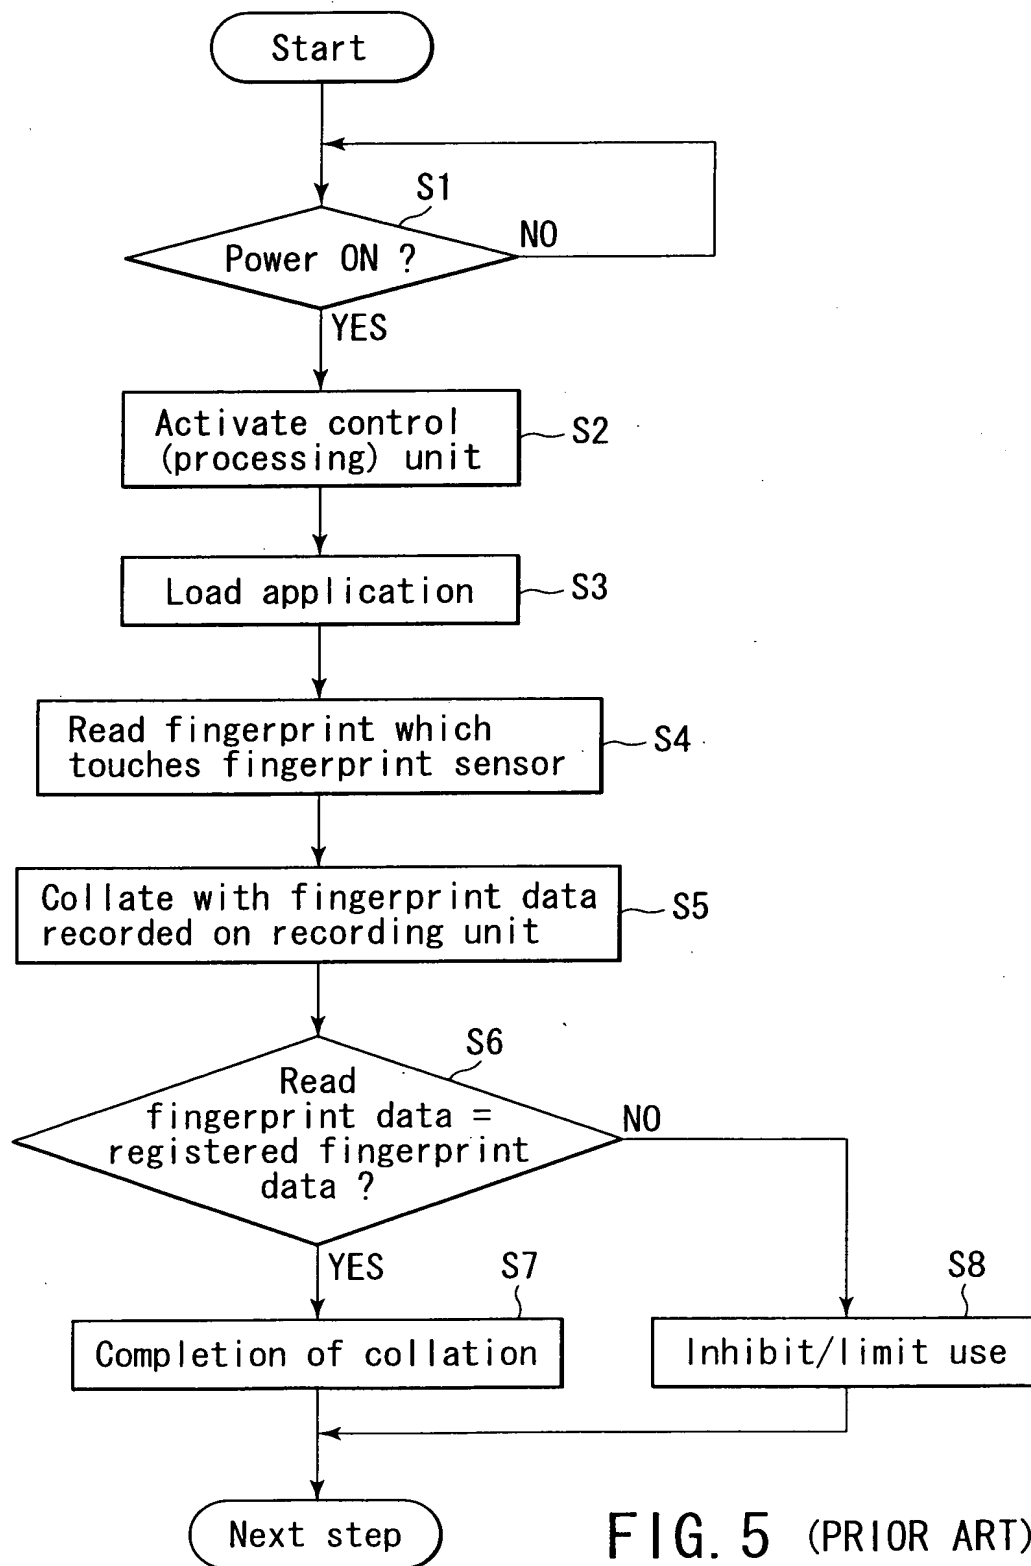 Start
S1
Power ON ?
NO
YES
Activate control
(processing) unit
S2
Load application
S3
Read fingerprint which
touches fingerprint sensor
S4
Collate with fingerprint data
recorded on recording unit
S5
S6
Read
fingerprint data =
registered fingerprint
data ?
NO
YES
S7
Completion of collation
S8
Inhibit/limit use
Next step
FIG. 5 (PRIOR ART)